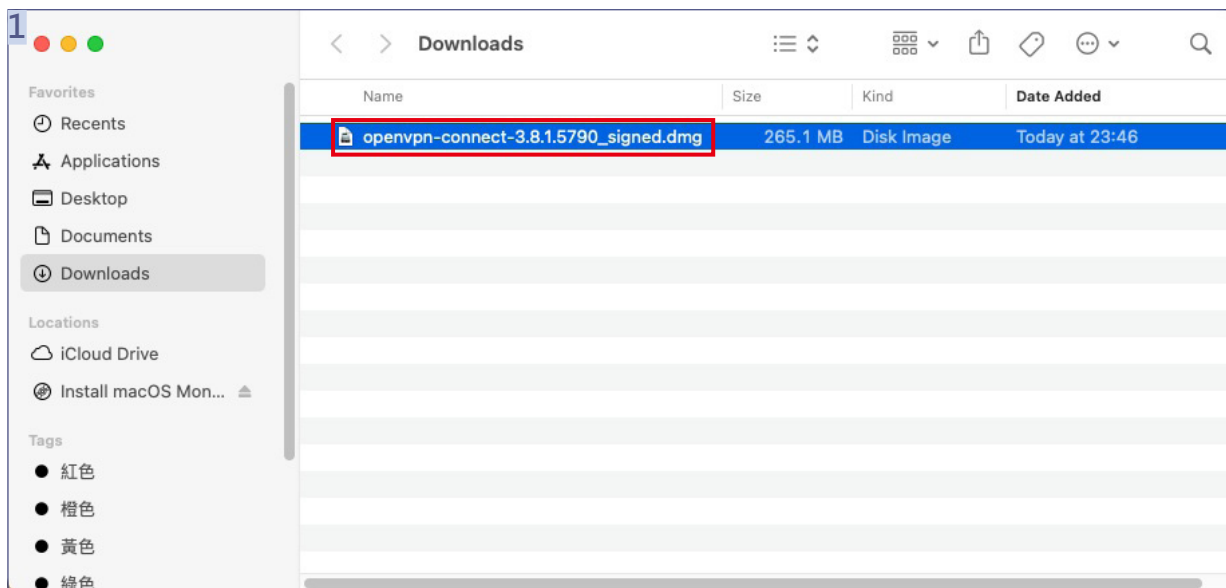 1
Downloads
Favorites
Recents
Applications
Desktop
Documents
Downloads
Locations
iCloud Drive
Install macOS Mon...
Tags
紅色
橙色
黃色
綠色
Name Size Kind Date Added
openvpn-connect-3.8.1.5790_signed.dmg 265.1 MB Disk Image Today at 23:46